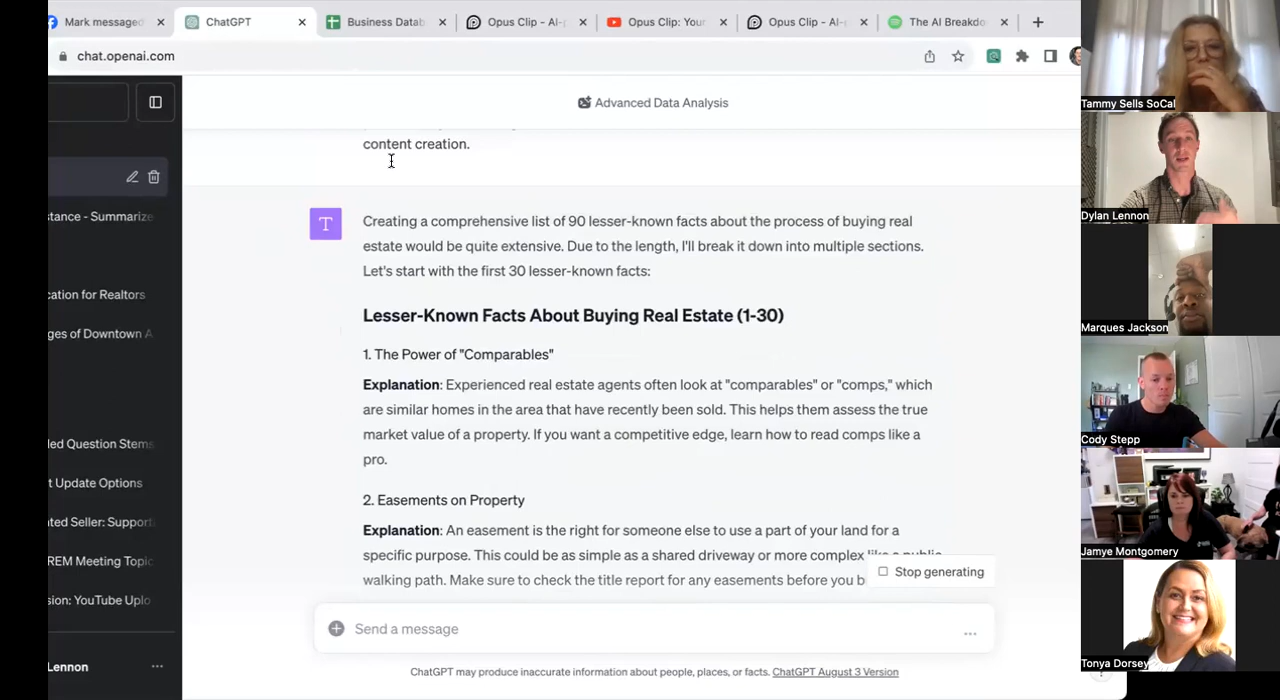 Mark messaged
ChatGPT
Business Datab
Opus Clip - AI-p
Opus Clip: Your
Opus Clip - AI-p
The AI Breakdo
chat.openai.com
Advanced Data Analysis
stance - Summarize
cation for Realtors
ges of Downtown A
ded Question Stems
t Update Options
ated Seller: Support
REM Meeting Topic
sion: YouTube Uplo
Lennon
content creation.
T
Creating a comprehensive list of 90 lesser-known facts about the process of buying real
estate would be quite extensive. Due to the length, I'll break it down into multiple sections.
Let's start with the first 30 lesser-known facts:
Lesser-Known Facts About Buying Real Estate (1-30)
1. The Power of "Comparables"
Explanation: Experienced real estate agents often look at "comparables" or "comps," which
are similar homes in the area that have recently been sold. This helps them assess the true
market value of a property. If you want a competitive edge, learn how to read comps like a
pro.
2. Easements on Property
Explanation: An easement is the right for someone else to use a part of your land for a
specific purpose. This could be as simple as a shared driveway or more complex like a public
walking path. Make sure to check the title report for any easements before you b
Stop generating
Send a message
ChatGPT may produce inaccurate information about people, places, or facts. ChatGPT August 3 Version
Tammy Sells SoCal
Dylan Lennon
Marques Jackson
Cody Stepp
Jamye Montgomery
Tonya Dorsey